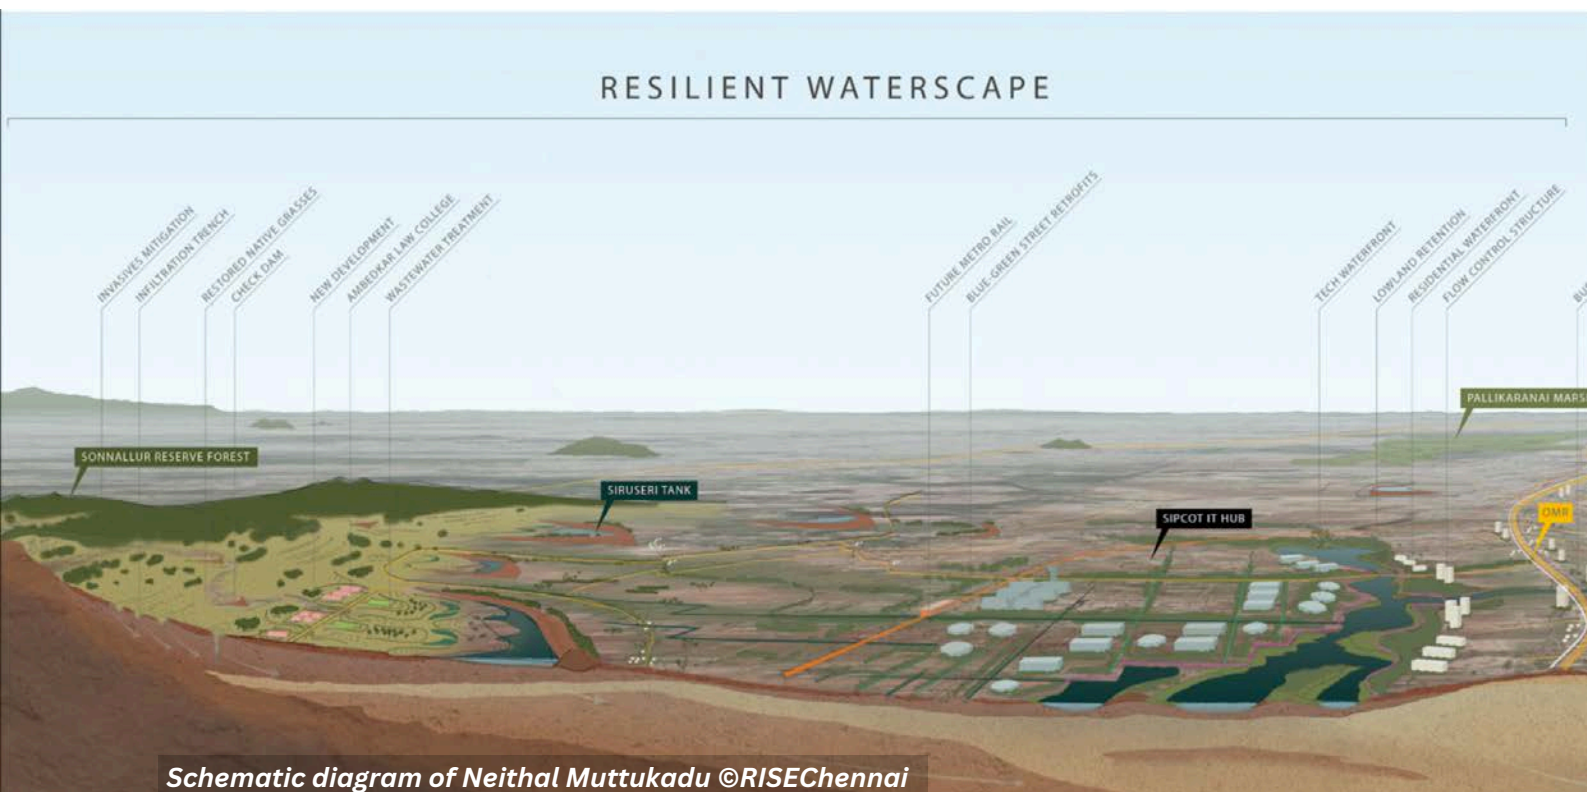 RESILIENT WATERSCAPE
INVASIVES MITIGATION
INFILTRATION TRENCH
RESTORED NATIVE GRASSES
CHECK DAM
NEW DEVELOPMENT
AMBEDKAR LAW COLLEGE
WASTEWATER TREATMENT
FUTURE METRO RAIL
BLUE-GREEN STREET RETROFITS
TECH WATERFRONT
LOWLAND RETENTION
RESIDENTIAL WATERFRONT
FLOW CONTROL STRUCTURE
PALLIKARANAI
SONNALLUR RESERVE FOREST
SIRUSERI TANK
SIPCOT IT HUB
OMR
Schematic diagram of Neithal Muttukadu ©RISEChennai